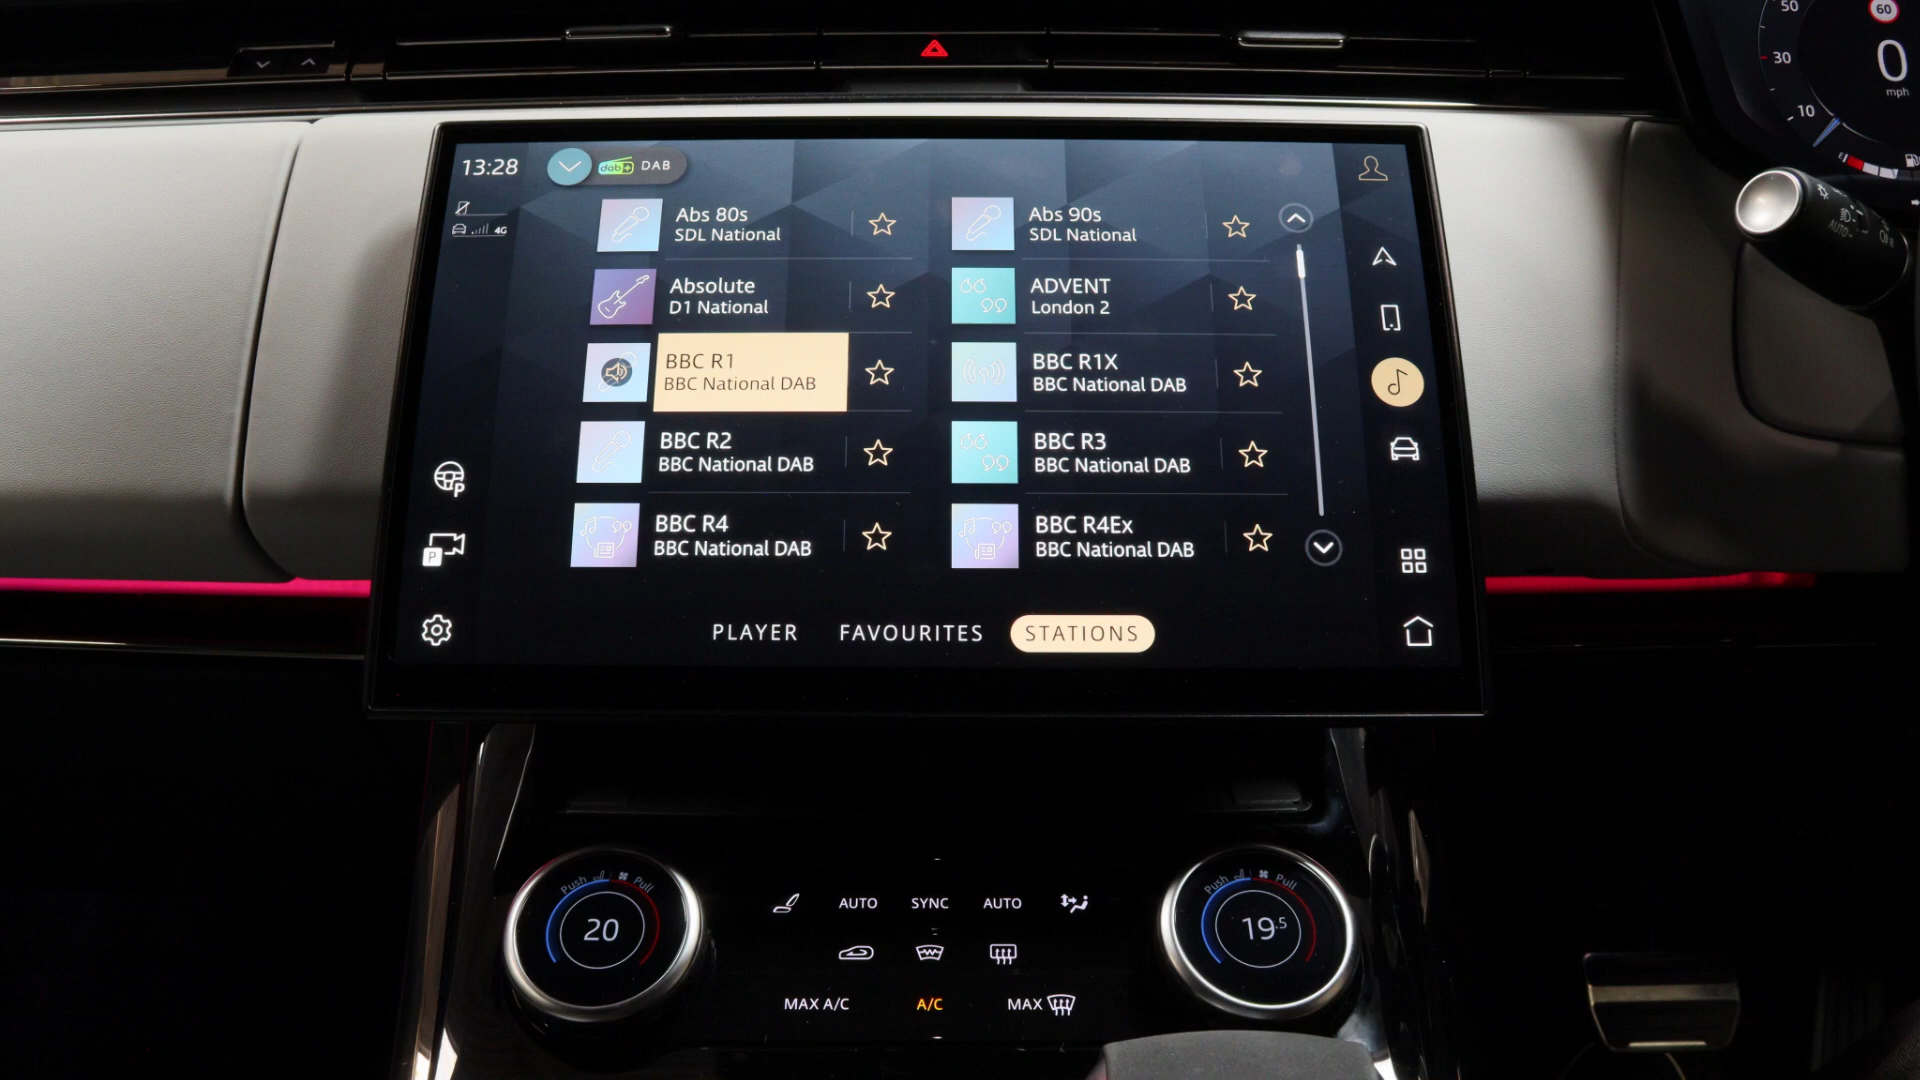 50
60
30
0
mph
10
13:28
dab+ DAB
4G
Abs 80s
SDL National
Abs 90s
SDL National
Absolute
D1 National
ADVENT
London 2
BBC R1
BBC National DAB
BBC R1X
BBC National DAB
BBC R2
BBC National DAB
BBC R3
BBC National DAB
BBC R4
BBC National DAB
BBC R4Ex
BBC National DAB
P
P
PLAYER FAVOURITES STATIONS
AUTO
Push Pull
20
AUTO SYNC AUTO
Push Pull
19.5
MAX A/C A/C MAX